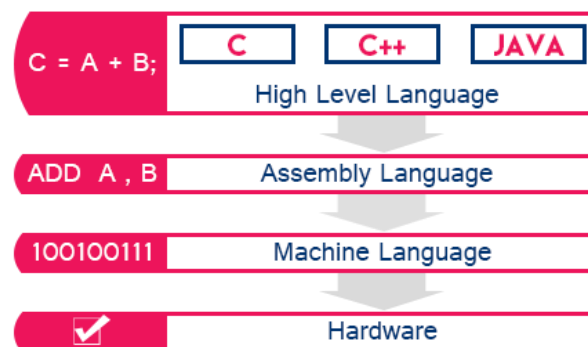 C = A + B;
C
C++
JAVA
High Level Language
ADD A , B
Assembly Language
100100111
Machine Language
Hardware